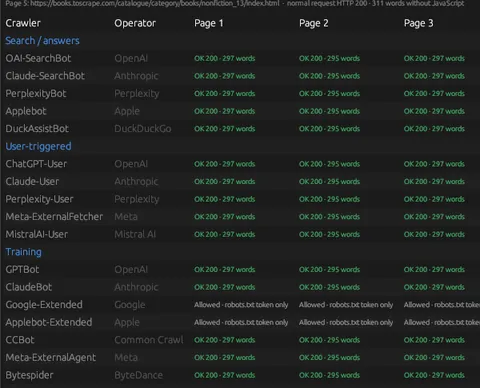 Page 5: https://books.toscrape.com/catalogue/category/books/nonfiction_13/index.html - normal request HTTP 200 - 311 words without JavaScript
Crawler Operator Page 1 Page 2 Page 3
Search / answers
OAI-SearchBot OpenAI OK 200 - 297 words OK 200 - 295 words OK 200 - 297 words
Claude-SearchBot Anthropic OK 200 - 297 words OK 200 - 295 words OK 200 - 297 words
PerplexityBot Perplexity OK 200 - 297 words OK 200 - 295 words OK 200 - 297 words
Applebot Apple OK 200 - 297 words OK 200 - 295 words OK 200 - 297 words
DuckAssistBot DuckDuckGo OK 200 - 297 words OK 200 - 295 words OK 200 - 297 words
User-triggered
ChatGPT-User OpenAI OK 200 - 297 words OK 200 - 295 words OK 200 - 297 words
Claude-User Anthropic OK 200 - 297 words OK 200 - 295 words OK 200 - 297 words
Perplexity-User Perplexity OK 200 - 297 words OK 200 - 295 words OK 200 - 297 words
Meta-ExternalFetcher Meta OK 200 - 297 words OK 200 - 295 words OK 200 - 297 words
MistralAI-User Mistral AI OK 200 - 297 words OK 200 - 295 words OK 200 - 297 words
Training
GPTBot OpenAI OK 200 - 297 words OK 200 - 295 words OK 200 - 297 words
ClaudeBot Anthropic OK 200 - 297 words OK 200 - 295 words OK 200 - 297 words
Google-Extended Google Allowed - robots.txt token only Allowed - robots.txt token only Allowed - robots.txt token
Applebot-Extended Apple Allowed - robots.txt token only Allowed - robots.txt token only Allowed - robots.txt token
CCBot Common Crawl OK 200 - 297 words OK 200 - 295 words OK 200 - 297 words
Meta-ExternalAgent Meta OK 200 - 297 words OK 200 - 295 words OK 200 - 297 words
Bytespider ByteDance OK 200 - 297 words OK 200 - 295 words OK 200 - 297 words